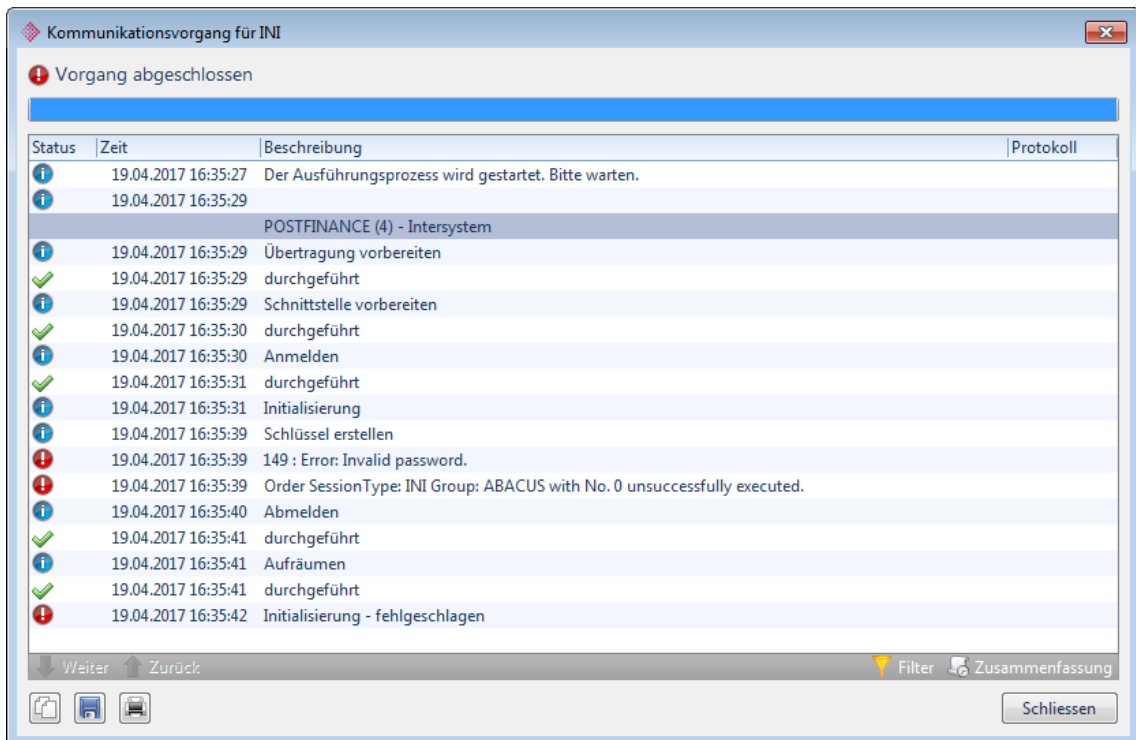 Kommunikationsvorgang für INI
Vorgang abgeschlossen
Status Zeit Beschreibung Protokoll
19.04.2017 16:35:27 Der Ausführungsprozess wird gestartet. Bitte warten.
19.04.2017 16:35:29
POSTFINANCE (4) - Intersystem
19.04.2017 16:35:29 Übertragung vorbereiten
19.04.2017 16:35:29 durchgeführt
19.04.2017 16:35:29 Schnittstelle vorbereiten
19.04.2017 16:35:30 durchgeführt
19.04.2017 16:35:30 Anmelden
19.04.2017 16:35:31 durchgeführt
19.04.2017 16:35:31 Initialisierung
19.04.2017 16:35:39 Schlüssel erstellen
19.04.2017 16:35:39 149 : Error: Invalid password.
19.04.2017 16:35:39 Order SessionType: INI Group: ABACUS with No. 0 unsuccessfully executed.
19.04.2017 16:35:40 Abmelden
19.04.2017 16:35:41 durchgeführt
19.04.2017 16:35:41 Aufräumen
19.04.2017 16:35:41 durchgeführt
19.04.2017 16:35:42 Initialisierung - fehlgeschlagen
Weiter Zurück Filter Zusammenfassung
Schliessen